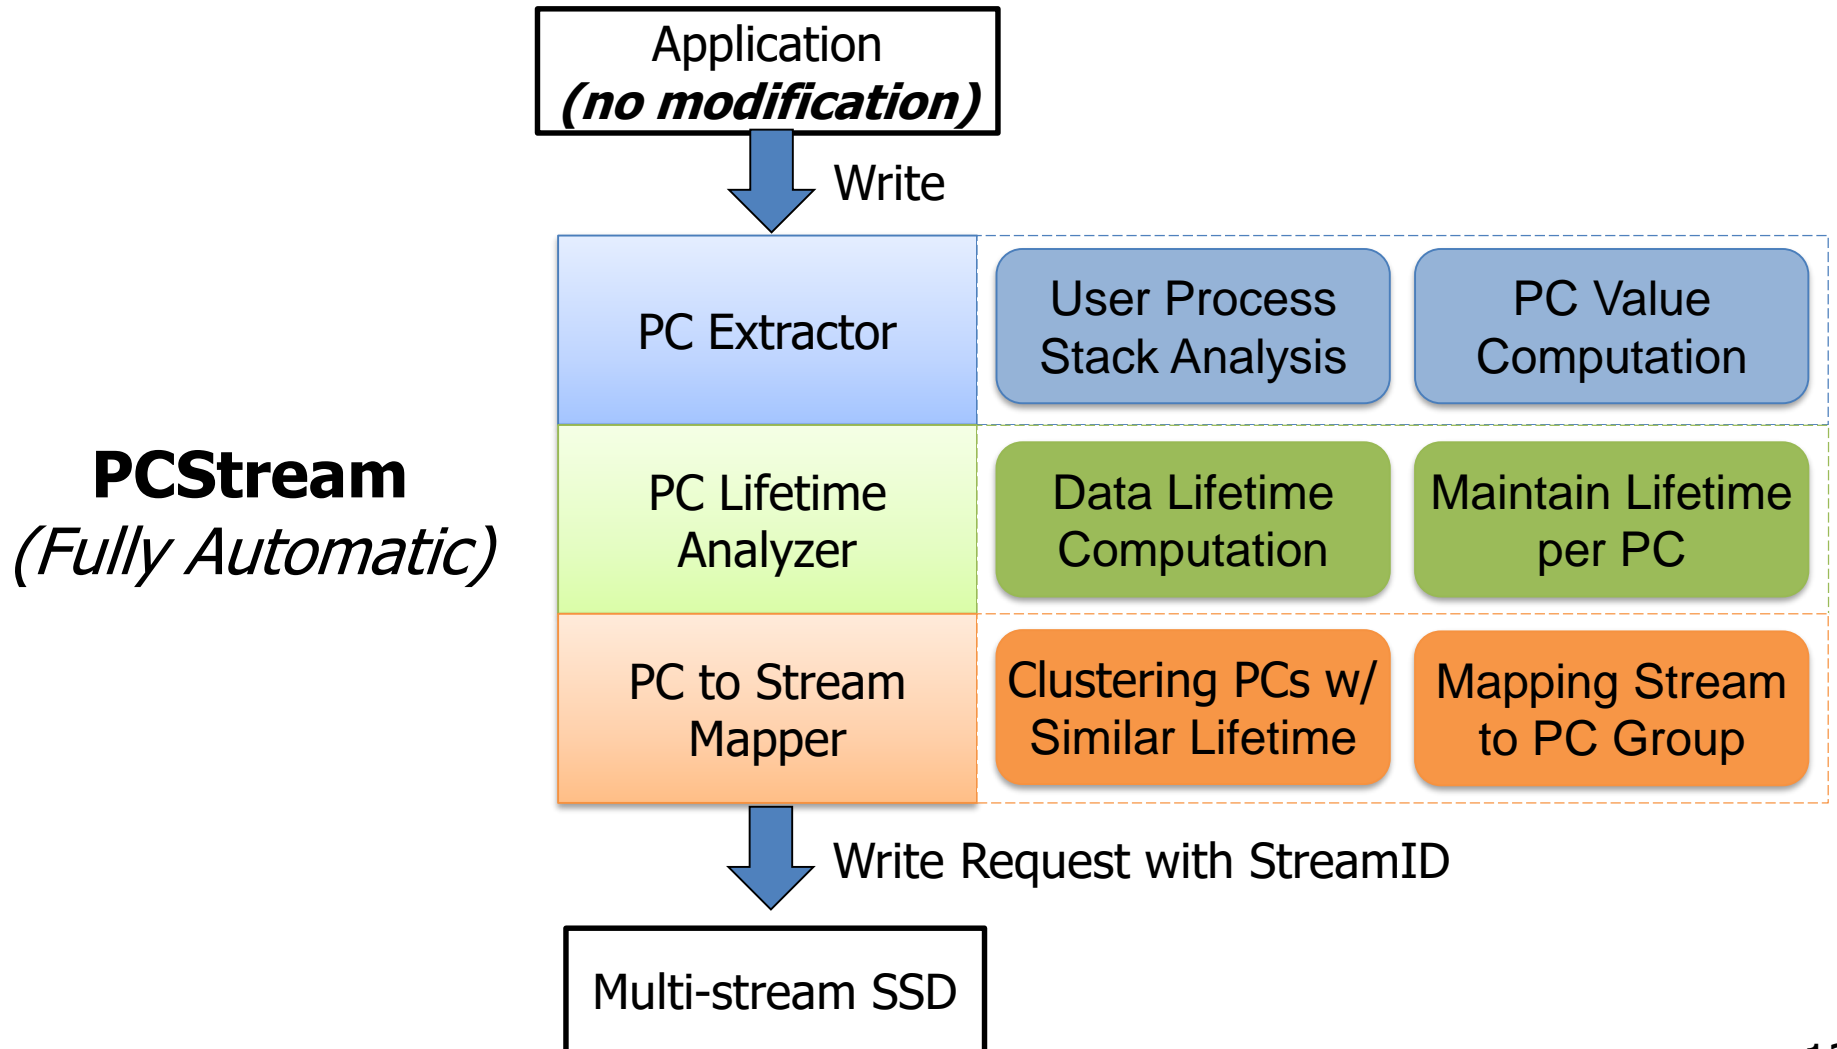 Application
(no modification)
Write
PC Extractor
User Process
Stack Analysis
PC Value
Computation
PCStream
(Fully Automatic)
PC Lifetime
Analyzer
Data Lifetime
Computation
Maintain Lifetime
per PC
PC to Stream
Mapper
Clustering PCs w/
Similar Lifetime
Mapping Stream
to PC Group
Write Request with StreamID
Multi-stream SSD